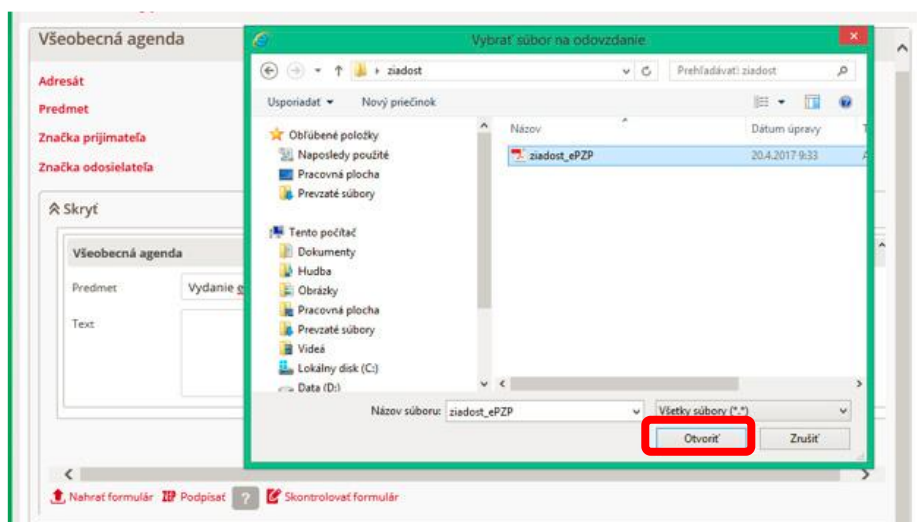 Všeobecná agenda
Adresát
Predmet
Značka prijímateľa
Značka odosielateľa
Skryť
Všeobecná agenda
Predmet
Vydanie
Text
Nahrať formulár
ZEP Podpísať
?
Skontrolovať formulár
Vybrať súbor na odovzdanie
ziadost
Prehľadávať: ziadost
Usporiadať
Nový priečinok
Názov
Dátum úpravy
Obľúbené položky
Naposledy použité
Pracovná plocha
Prevzaté súbory
Tento počítač
Dokumenty
Hudba
Obrázky
Pracovná plocha
Prevzaté súbory
Videá
Lokálny disk (C:)
Data (D:)
ziadost_ePZP
20.4.2017 9:33
Názov súboru:
ziadost_ePZP
Všetky súbory (*.*)
Otvoriť
Zrušiť